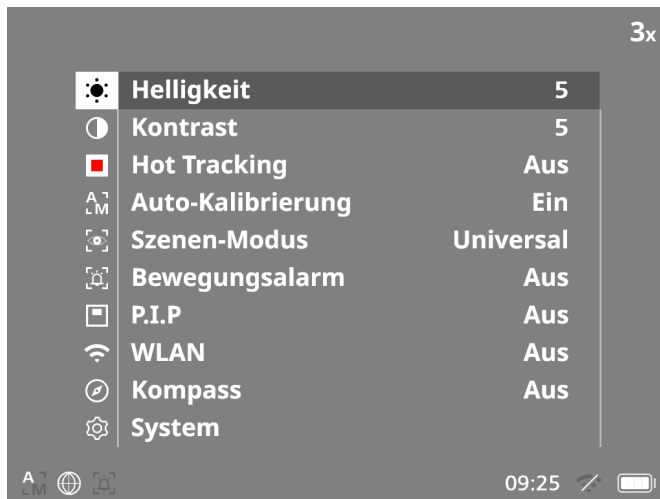 3x
Helligkeit 5
Kontrast 5
Hot Tracking Aus
A M Auto-Kalibrierung Ein
Szenen-Modus Universal
Bewegungsalarm Aus
P.I.P Aus
WLAN Aus
Kompass Aus
System
A M 09:25